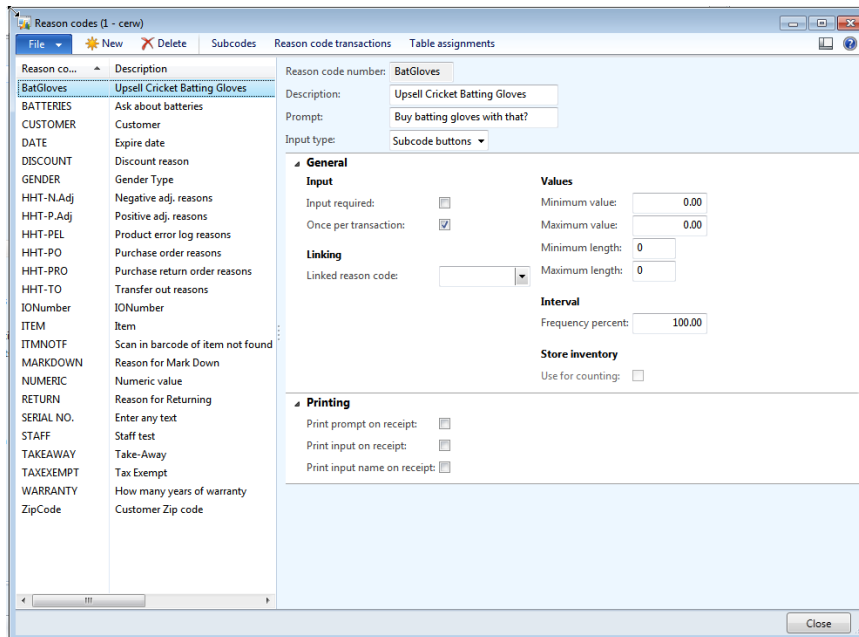 Reason codes (1 - cerw)
File New Delete Subcodes Reason code transactions Table assignments
Reason co... Description
BatGloves Upsell Cricket Batting Gloves
BATTERIES Ask about batteries
CUSTOMER Customer
DATE Expire date
DISCOUNT Discount reason
GENDER Gender Type
HHT-N.Adj Negative adj. reasons
HHT-P.Adj Positive adj. reasons
HHT-PEL Product error log reasons
HHT-PO Purchase order reasons
HHT-PRO Purchase return order reasons
HHT-TO Transfer out reasons
IONumber IONumber
ITEM Item
ITMNOTF Scan in barcode of item not found
MARKDOWN Reason for Mark Down
NUMERIC Numeric value
RETURN Reason for Returning
SERIAL NO. Enter any text
STAFF Staff test
TAKEAWAY Take-Away
TAXEXEMPT Tax Exempt
WARRANTY How many years of warranty
ZipCode Customer Zip code
Reason code number: BatGloves
Description: Upsell Cricket Batting Gloves
Prompt: Buy batting gloves with that?
Input type: Subcode buttons
General
Input
Input required:
Once per transaction:
Linking
Linked reason code:
Values
Minimum value: 0.00
Maximum value: 0.00
Minimum length: 0
Maximum length: 0
Interval
Frequency percent: 100.00
Store inventory
Use for counting:
Printing
Print prompt on receipt:
Print input on receipt:
Print input name on receipt:
Close